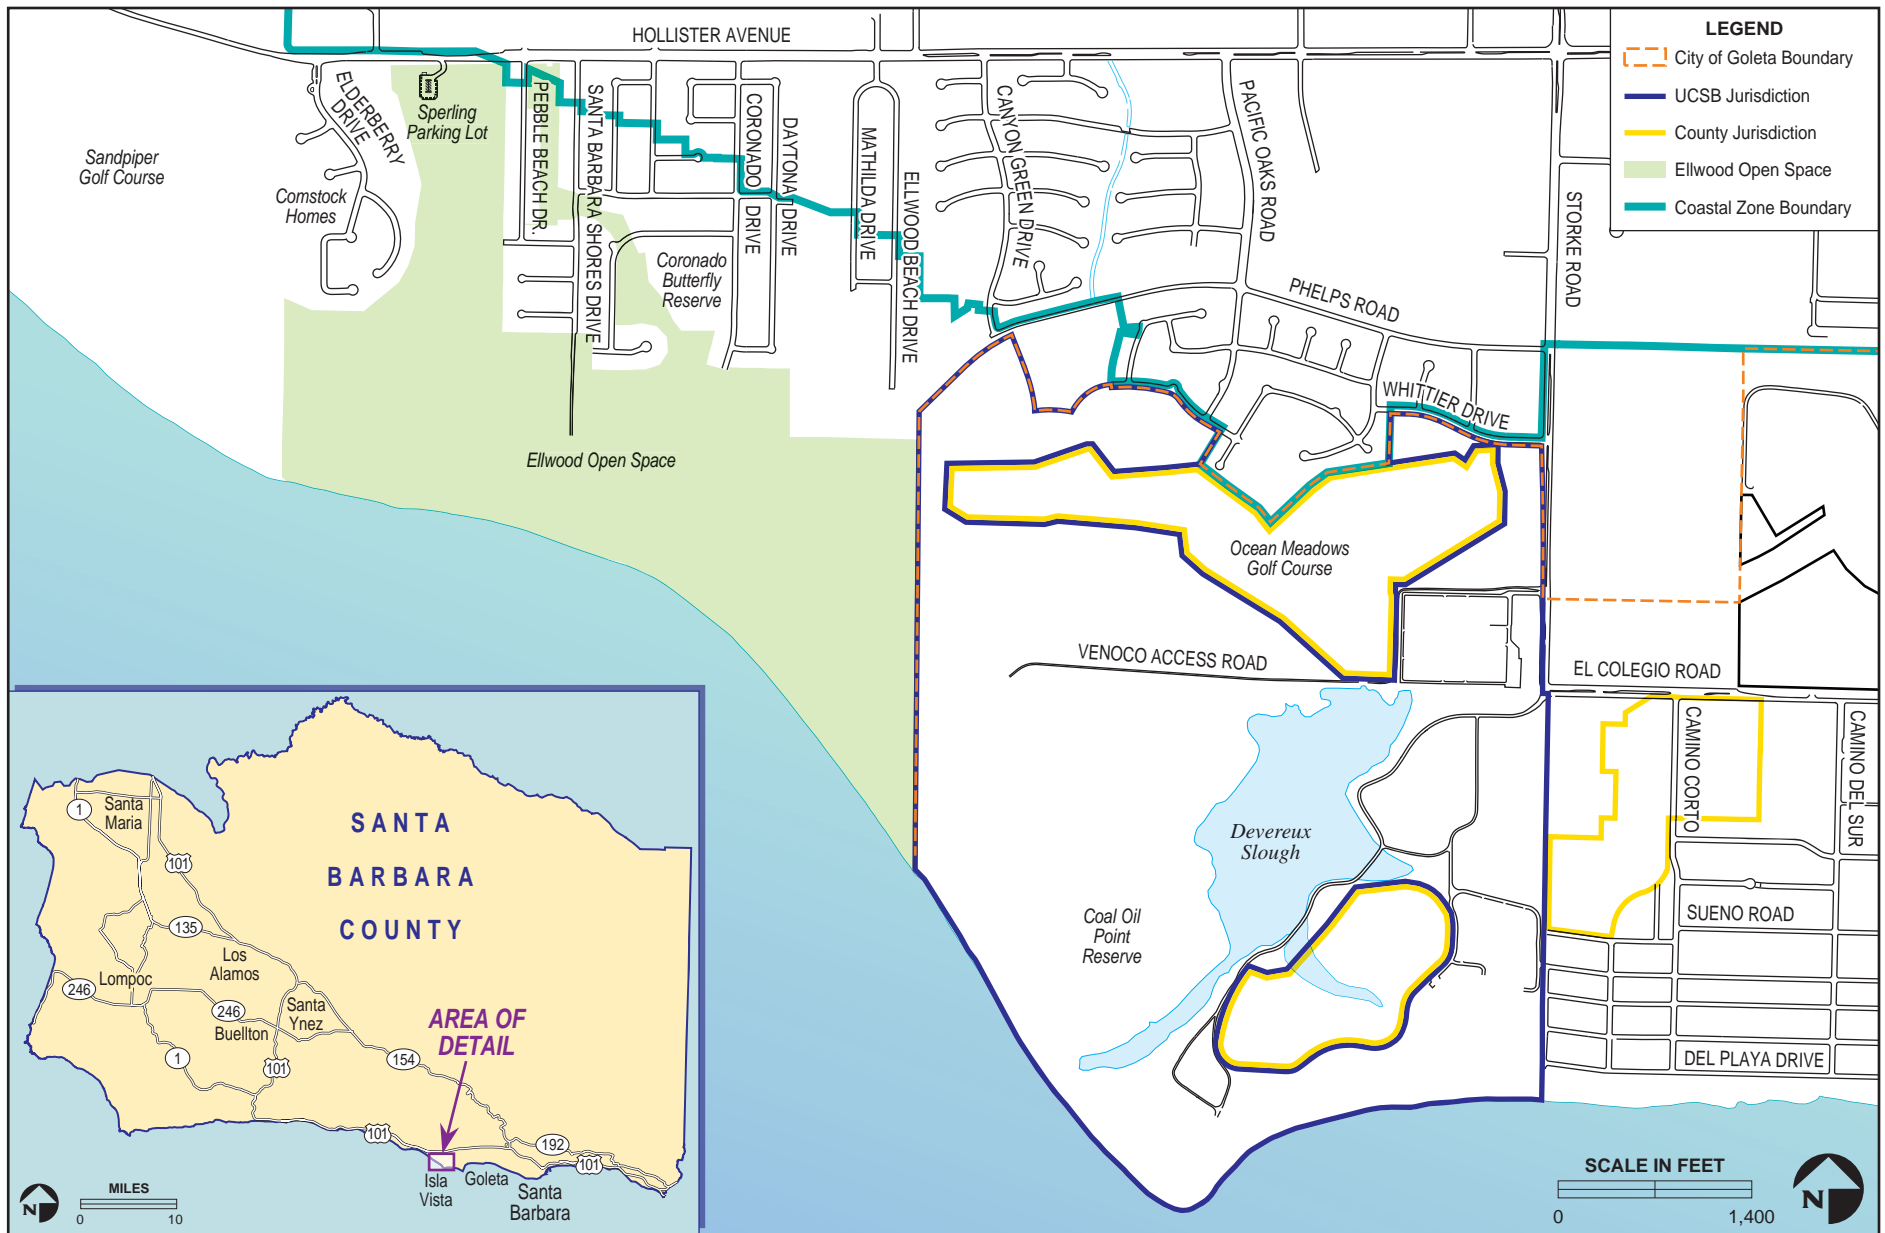 HOLLISTER AVENUE
LEGEND
City of Goleta Boundary
UCSB Jurisdiction
County Jurisdiction
Ellwood Open Space
Coastal Zone Boundary
ELDERBERRY
DRIVE
Sperling
Parking Lot
PEBBLE BEACH DR.
SANTA BARBARA SHORES DRIVE
CORONADO DRIVE
DAYTONA DRIVE
MATHILDA DRIVE
ELLWOOD BEACH DRIVE
CANYON GREEN DRIVE
PACIFIC OAKS ROAD
STORKE ROAD
Sandpiper
Golf Course
Comstock
Homes
Coronado
Butterfly
Reserve
PHELPS ROAD
WHITTIER DRIVE
Ellwood Open Space
Ocean Meadows
Golf Course
VENOCO ACCESS ROAD
EL COLEGIO ROAD
CAMINO CORTO
CAMINO DEL SUR
Devereux
Slough
Coal Oil
Point
Reserve
SUENO ROAD
DEL PLAYA DRIVE
SCALE IN FEET
0
1,400
N
SANTA
BARBARA
COUNTY
1
Santa
Maria
101
135
Los
Alamos
Lompoc
246
246
Buellton
Santa
Ynez
AREA OF
DETAIL
1
101
154
101
192
101
Isla
Vista
Goleta
Santa
Barbara
N
MILES
0
10